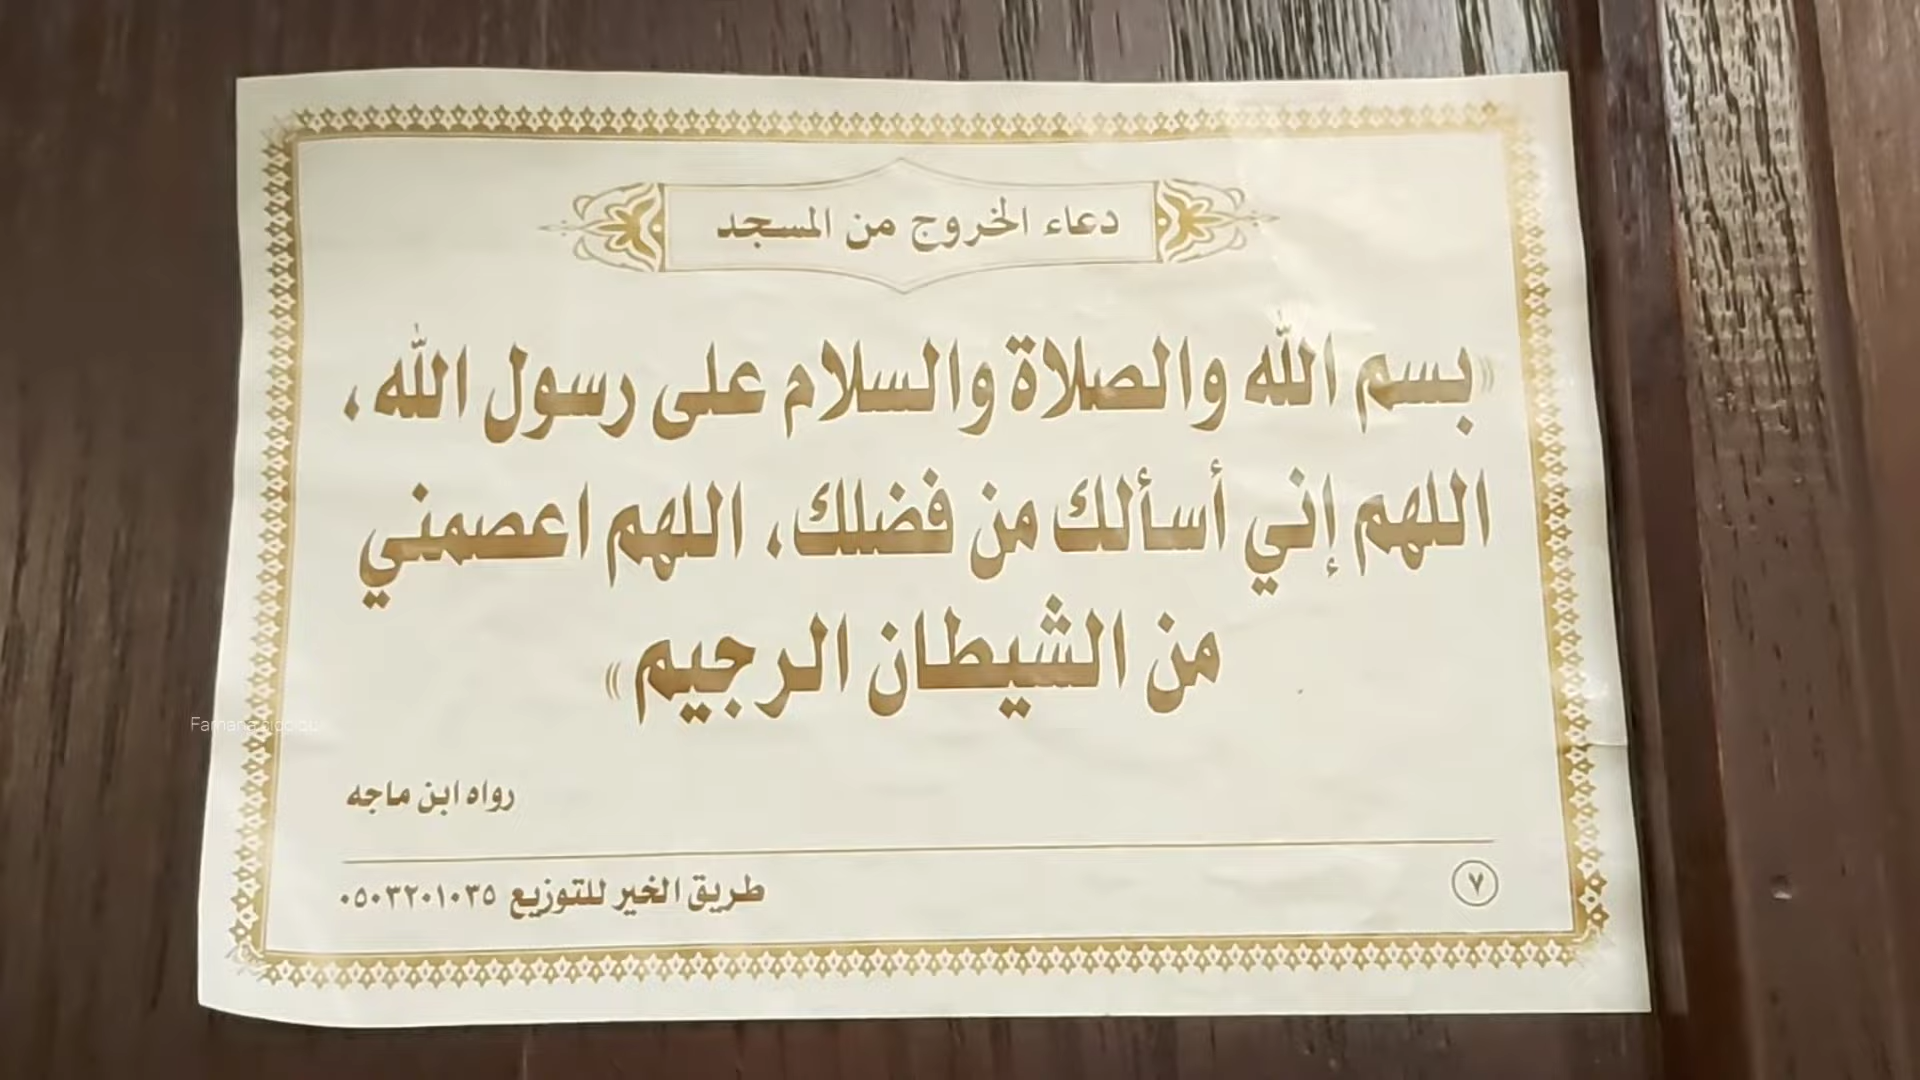 دعاء الخروج من المسجد
«بسم الله والصلاة والسلام على رسول الله،
اللهم إني أسألك من فضلك، اللهم اعصمني
من الشيطان الرجيم»
رواه ابن ماجه
٧
طريق الخير للتوزيع ٠٥٠٣٢٠١٠٣٥